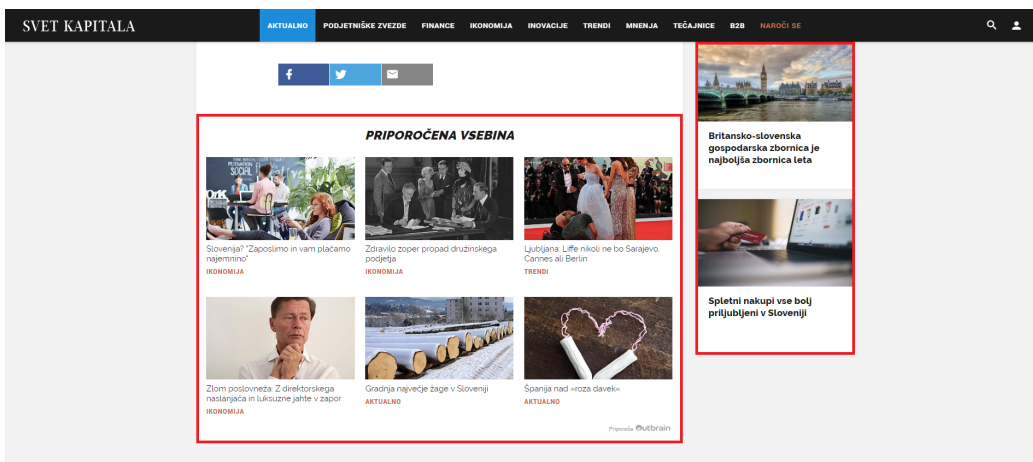 SVET KAPITALA
AKTUALNO PODJETNIŠKE ZVEZDE FINANCE IKONOMIJA INOVACIJE TRENDI MNENJA TEČAJNICE B2B NAROČI SE
PRIPOROČENA VSEBINA
MOTIVATION
SOCIAL
Slovenija? "Zaposlimo in vam plačamo
najemnino"
IKONOMIJA
Zdravilo zoper propad družinskega
podjetja
IKONOMIJA
Ljubljana: Liffe nikoli ne bo Sarajevo,
Cannes ali Berlin
TRENDI
Zlom poslovneža: Z direktorskega
naslanjača in luksuzne jahte v zapor
IKONOMIJA
Gradnja največje žage v Sloveniji
AKTUALNO
Španija nad »roza davek«
AKTUALNO
Priporoča Outbrain
Britansko-slovenska
gospodarska zbornica je
najboljša zbornica leta
Spletni nakupi vse bolj
priljubljeni v Sloveniji